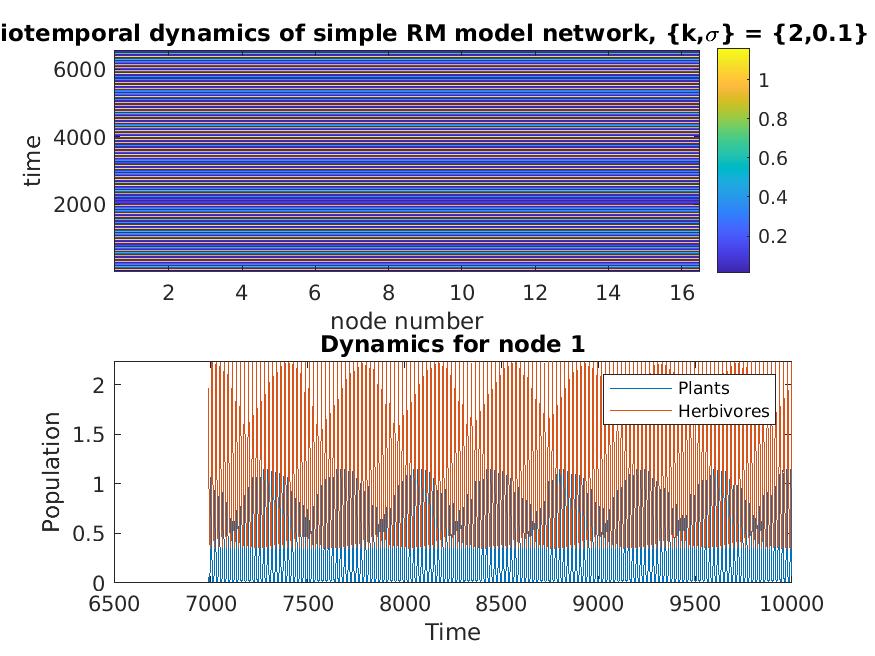 iotemporal dynamics of simple RM model network, {k,σ} = {2,0.1}
6000
4000
2000
time
2 4 6 8 10 12 14 16
node number
1
0.8
0.6
0.4
0.2
Dynamics for node 1
Plants
Herbivores
2
1.5
1
0.5
0
Population
6500 7000 7500 8000 8500 9000 9500 10000
Time